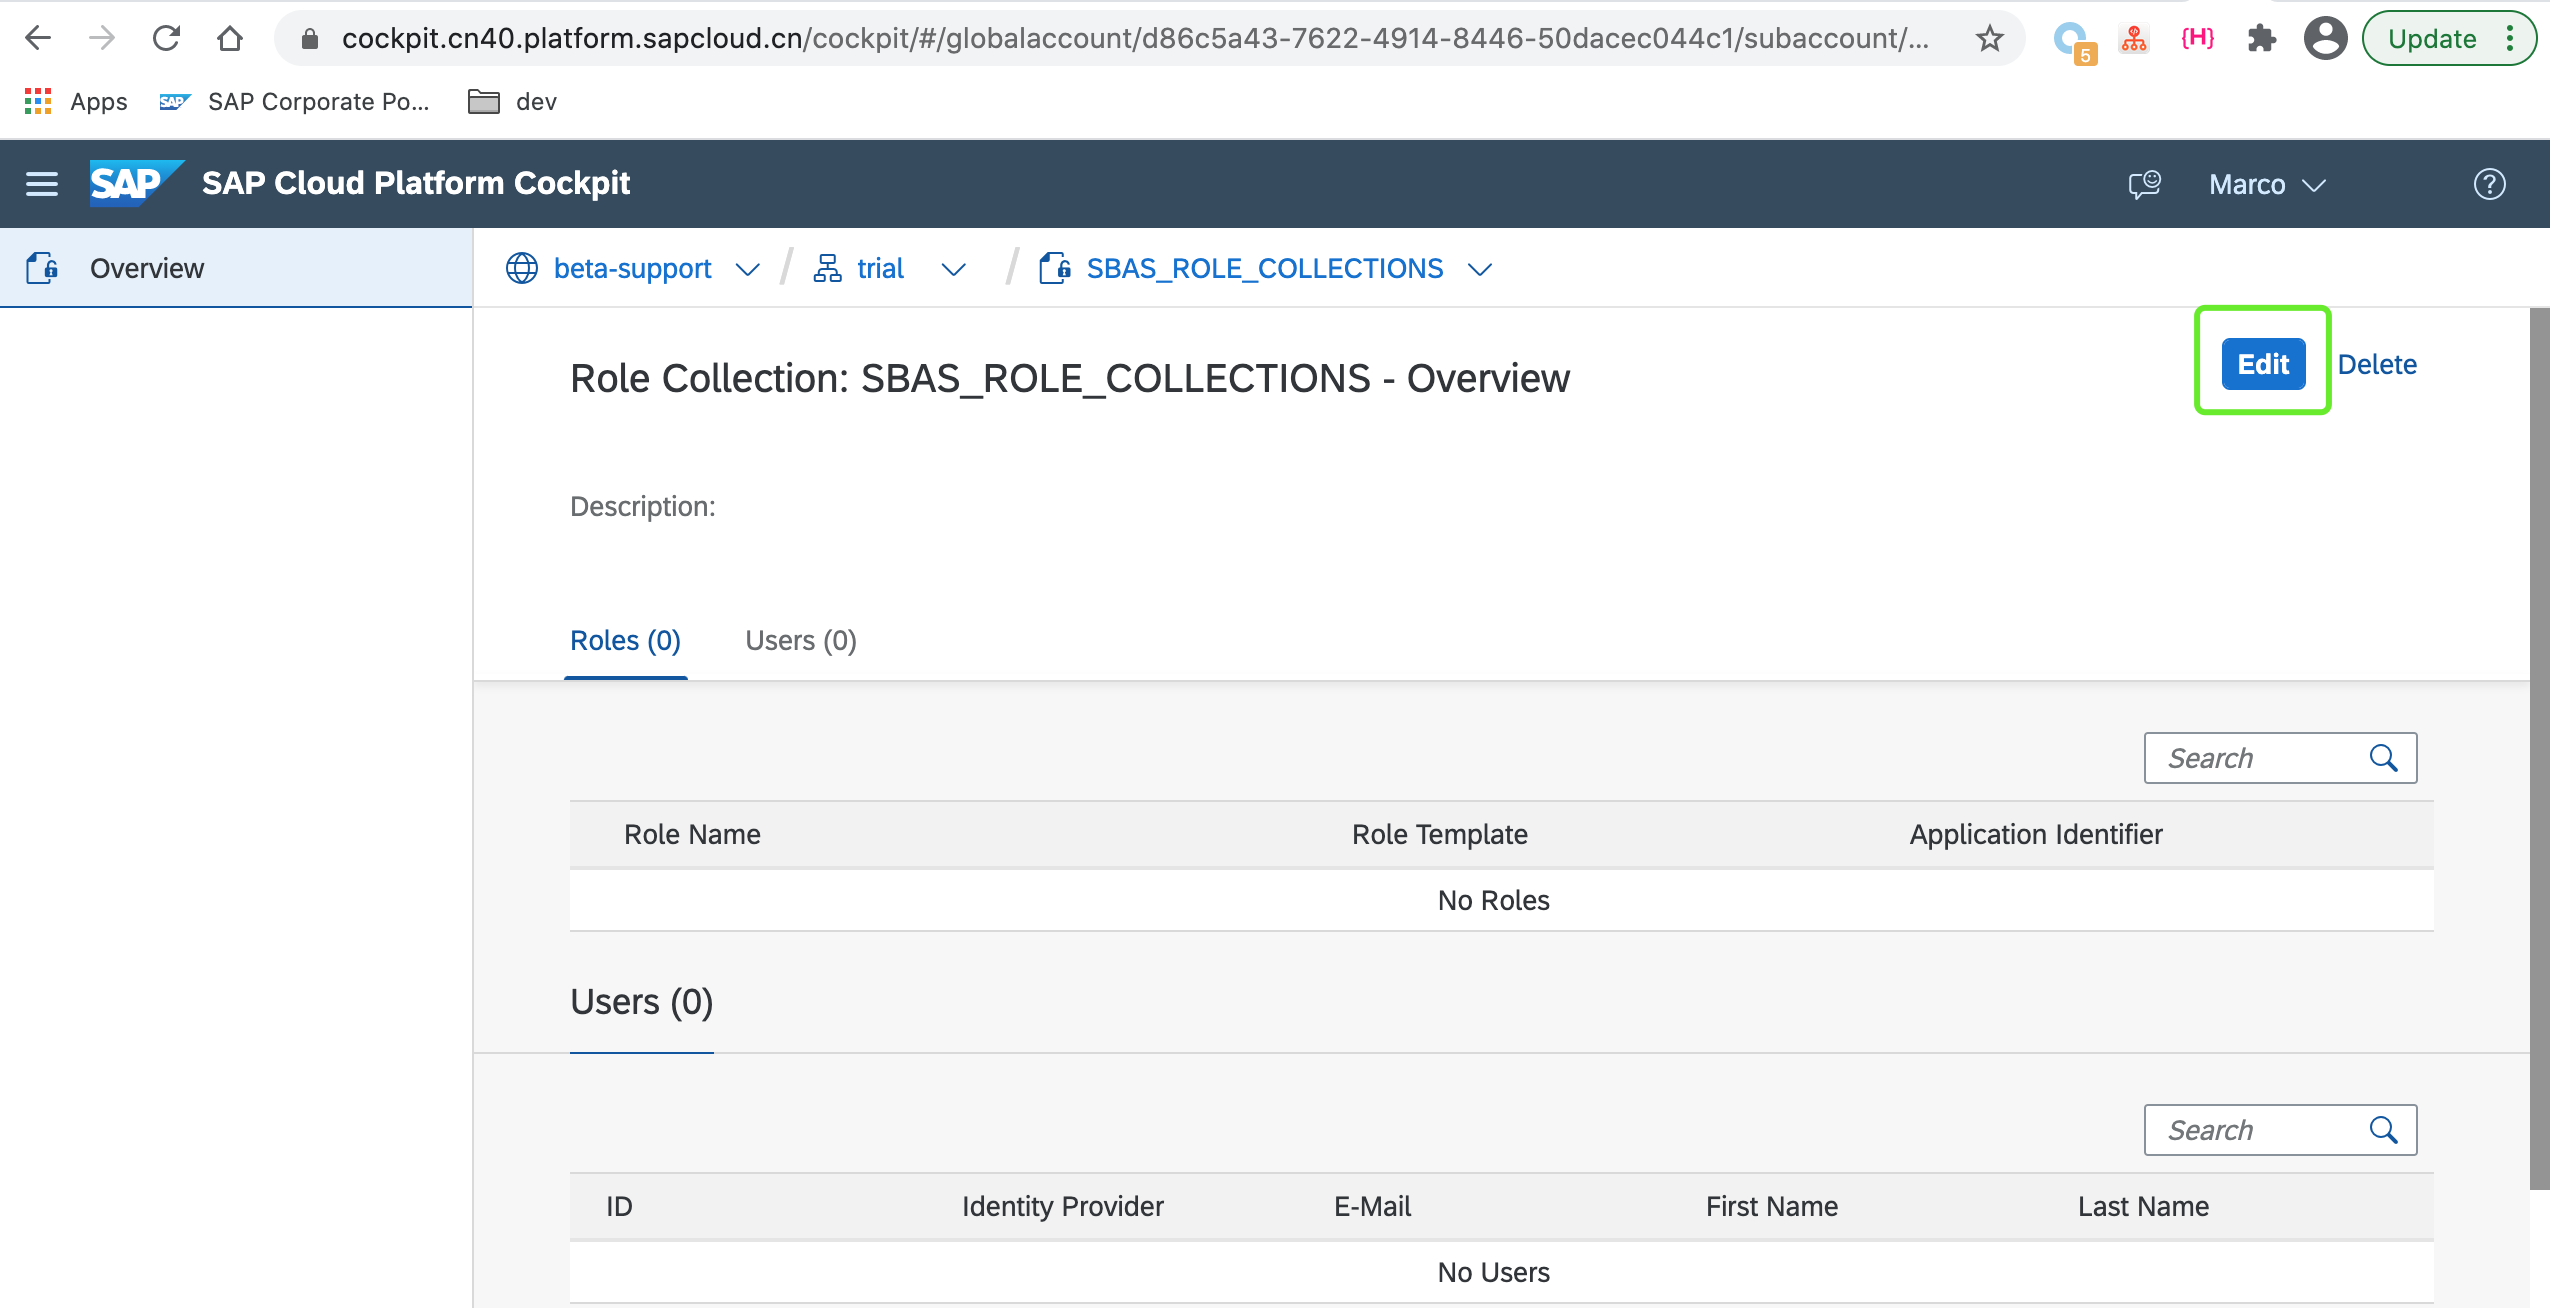 cockpit.cn40.platform.sapcloud.cn/cockpit/#/globalaccount/d86c5a43-7622-4914-8446-50dacec044c1/subaccount/...
5
{H}
Update
Apps
SAP
SAP Corporate Po...
dev
SAP
SAP Cloud Platform Cockpit
Marco
Overview
beta-support / trial / SBAS_ROLE_COLLECTIONS
Role Collection: SBAS_ROLE_COLLECTIONS - Overview
Edit
Delete
Description:
Roles (0)
Users (0)
Search
Role Name
Role Template
Application Identifier
No Roles
Users (0)
Search
ID
Identity Provider
E-Mail
First Name
Last Name
No Users